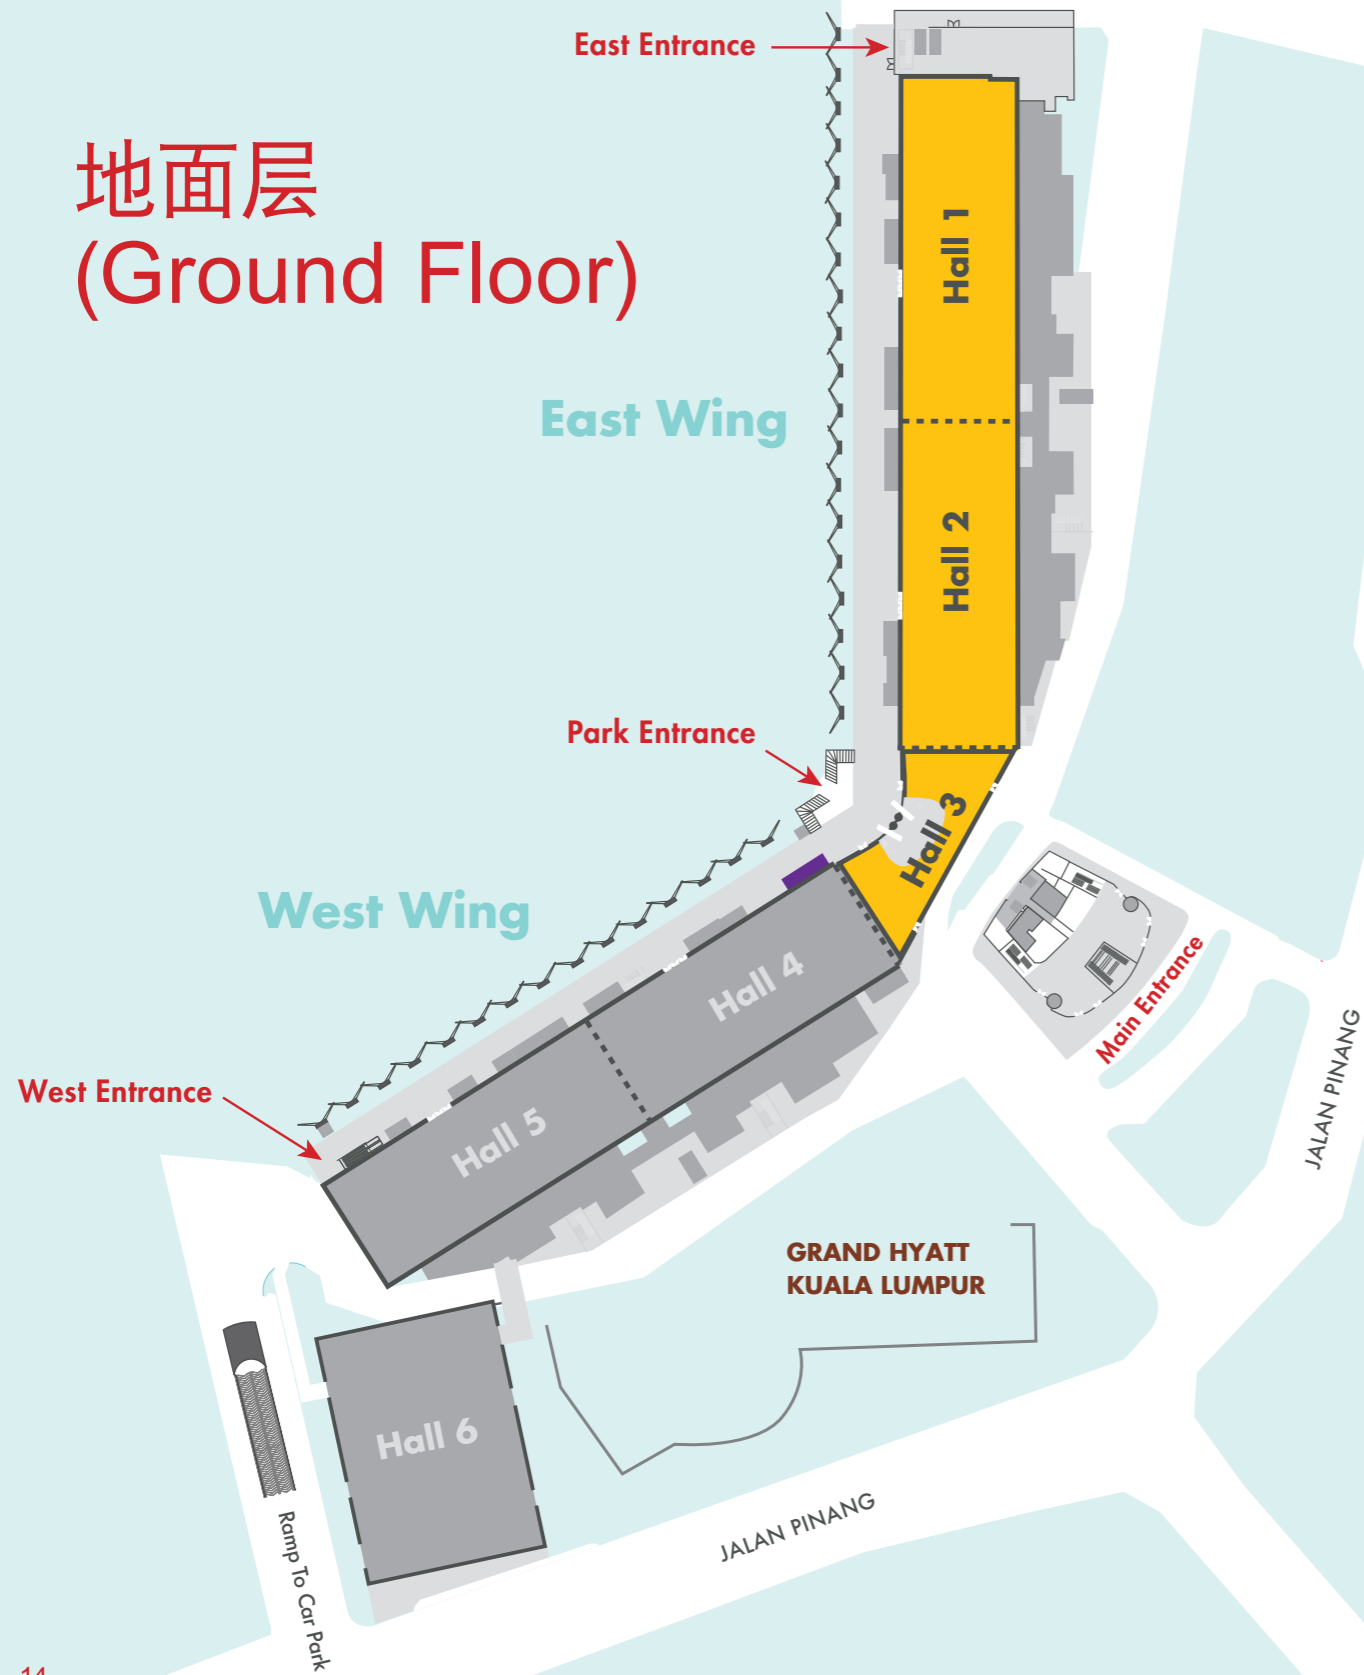 East Entrance
地面层
(Ground Floor)
Hall 1
East Wing
Hall 2
Park Entrance
Hall 3
West Wing
Hall 4
Main Entrance
JALAN PINANG
West Entrance
Hall 5
GRAND HYATT
KUALA LUMPUR
Hall 6
JALAN PINANG
Ramp To Car Park
14